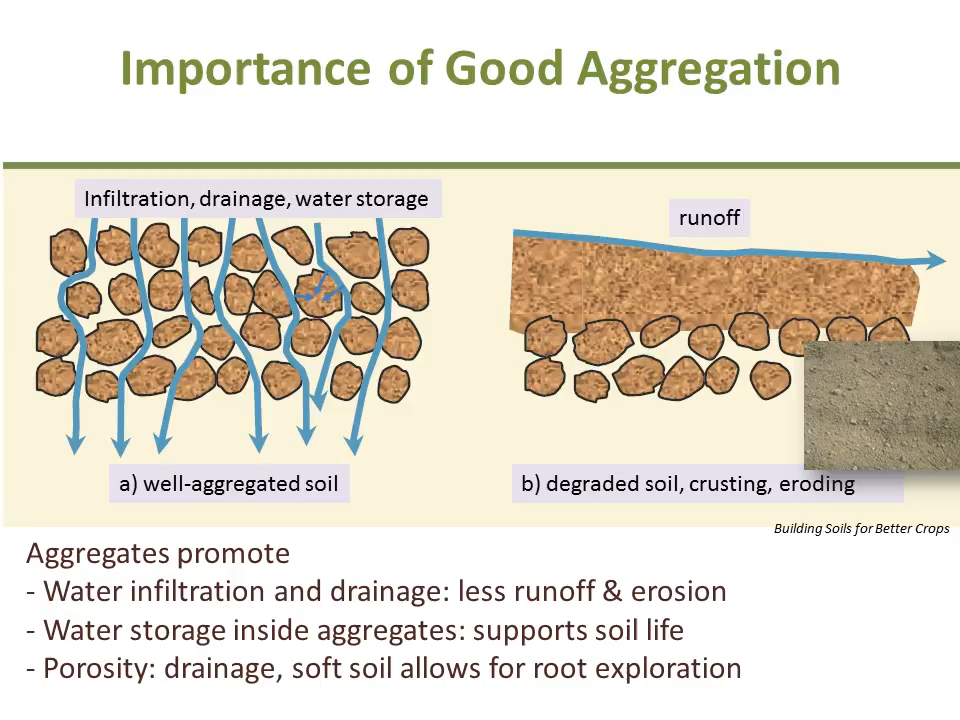 Importance of Good Aggregation
Infiltration, drainage, water storage
runoff
a) well-aggregated soil
b) degraded soil, crusting, eroding
Building Soils for Better Crops
Aggregates promote
- Water infiltration and drainage: less runoff & erosion
- Water storage inside aggregates: supports soil life
- Porosity: drainage, soft soil allows for root exploration